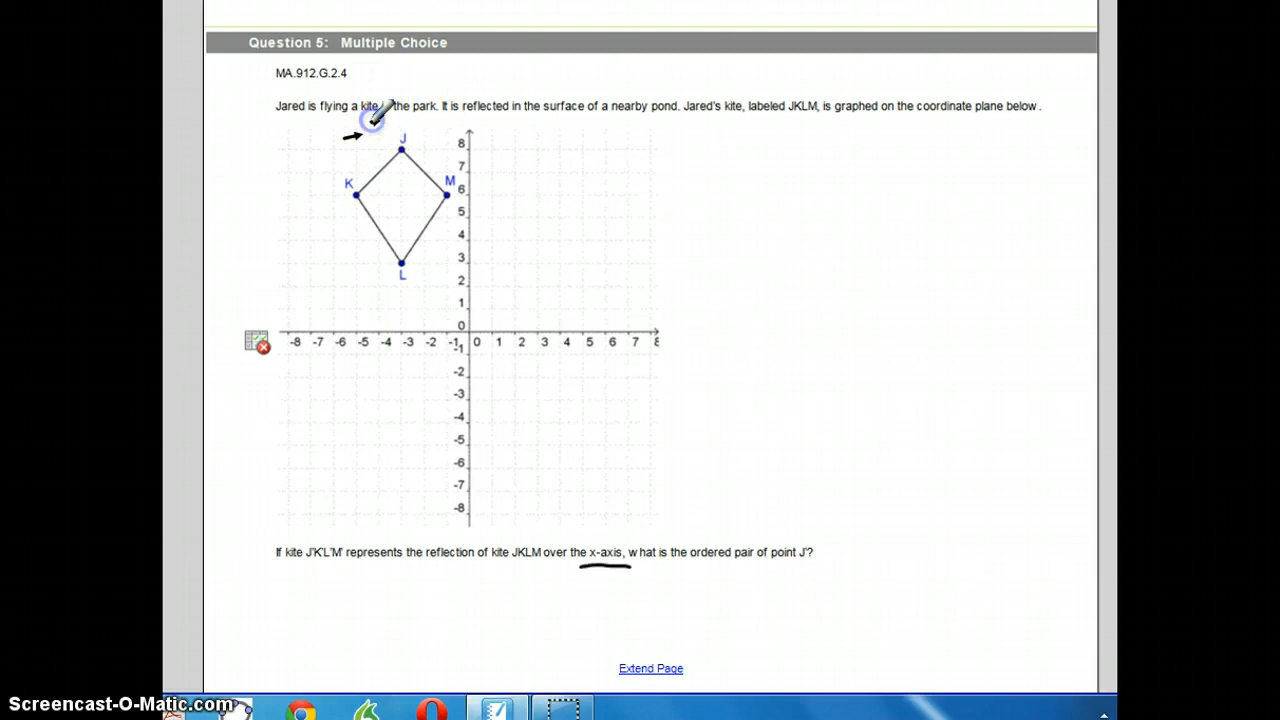 Question 5: Multiple Choice
MA.912.G.2.4
Jared is flying a kite the park. It is reflected in the surface of a nearby pond. Jared's kite, labeled JKLM, is graphed on the coordinate plane below.
J
8
7
K
M
6
5
4
3
L
2
1
0
-8 -7 -6 -5 -4 -3 -2 -1 0 1 2 3 4 5 6 7 8
-1
-2
-3
-4
-5
-6
-7
-8
If kite J'K'L'M' represents the reflection of kite JKLM over the x-axis, what is the ordered pair of point J'?
Extend Page
Screencast-O-Matic.com